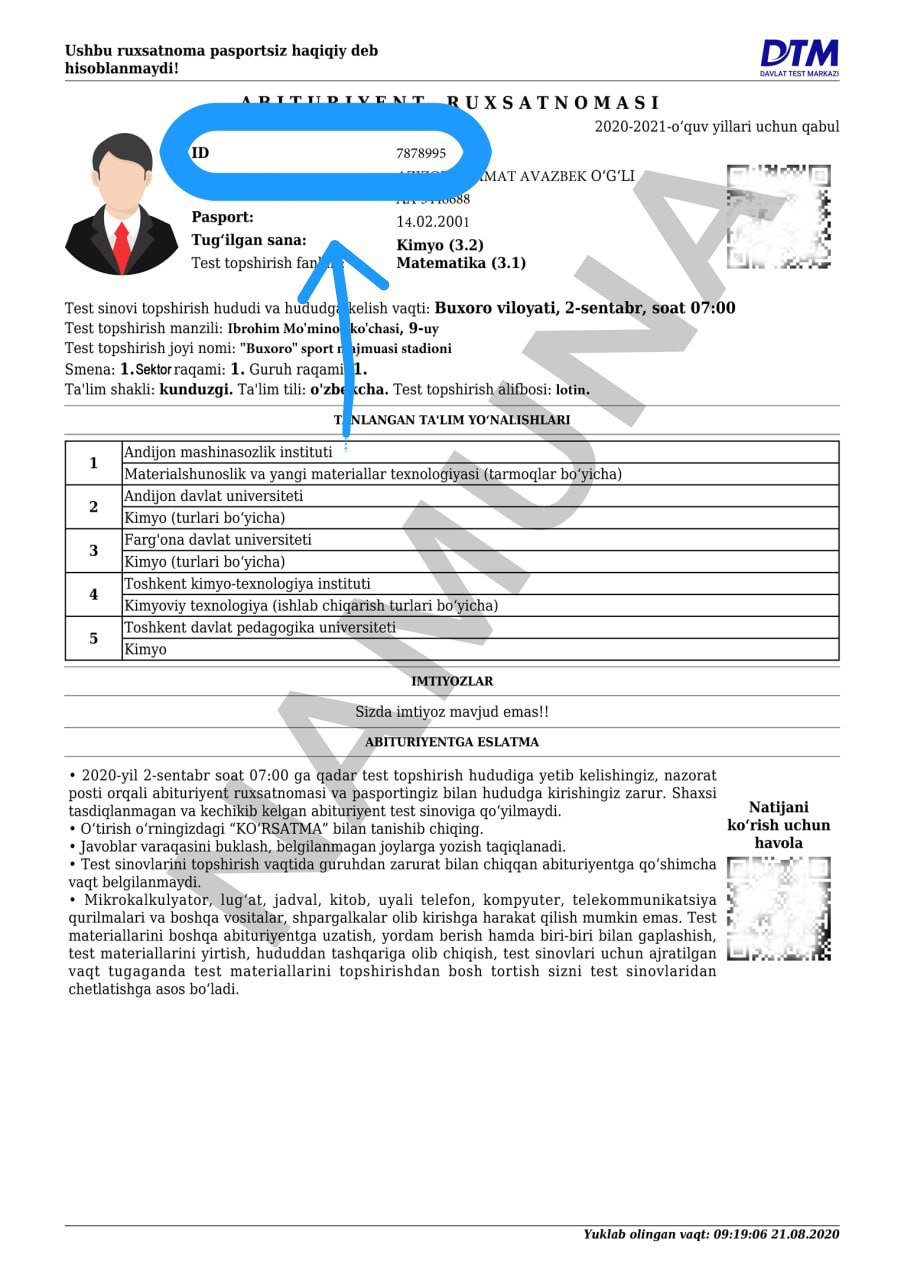 Ushbu ruxsatnoma pasportsiz haqiqiy deb
hisoblanmaydi!
DTM
DAVLAT TEST MARKAZI
ABITURIYENT RUXSATNOMASI
2020-2021-o‘quv yillari uchun qabul
ID 7878995
AVAZBEK O‘G‘LI
Pasport:
14.02.2001
Tug‘ilgan sana:
Kimyo (3.2)
Test topshirish
Matematika (3.1)
Test sinovi topshirish hududi va hududga kelish vaqti: Buxoro viloyati, 2-sentabr, soat 07:00
Test topshirish manzili: Ibrohim Mo'minov ko'chasi, 9-uy
Test topshirish joyi nomi: "Buxoro" sport majmuasi stadioni
Smena: 1. Sektor raqami: 1. Guruh raqami: 1.
Ta'lim shakli: kunduzgi. Ta'lim tili: o'zbekcha. Test topshirish alifbosi: lotin.
TANLANGAN TA'LIM YO‘NALISHLARI
1
Andijon mashinasozlik instituti
Materialshunoslik va yangi materiallar texnologiyasi (tarmoqlar bo‘yicha)
2
Andijon davlat universiteti
Kimyo (turlari bo‘yicha)
3
Farg'ona davlat universiteti
Kimyo (turlari bo‘yicha)
4
Toshkent kimyo-texnologiya instituti
Kimyoviy texnologiya (ishlab chiqarish turlari bo‘yicha)
5
Toshkent davlat pedagogika universiteti
Kimyo
NAMUNA
IMTIYOZLAR
Sizda imtiyoz mavjud emas!!
ABITURIYENTGA ESLATMA
• 2020-yil 2-sentabr soat 07:00 ga qadar test topshirish hududiga yetib kelishingiz, nazorat
posti orqali abituriyent ruxsatnomasi va pasportingiz bilan hududga kirishingiz zarur. Shaxsi
tasdiqlanmagan va kechikib kelgan abituriyent test sinoviga qo‘yilmaydi.
• O‘tirish o‘rningizdagi “KO‘RSATMA” bilan tanishib chiqing.
• Javoblar varaqasini buklash, belgilanmagan joylarga yozish taqiqlanadi.
• Test sinovlarini topshirish vaqtida guruhdan zarurat bilan chiqqan abituriyentga qo‘shimcha
vaqt belgilanmaydi.
• Mikrokalkulyator, lug‘at, jadval, kitob, uyali telefon, kompyuter, telekommunikatsiya
qurilmalari va boshqa vositalar, shpargalkalar olib kirishga harakat qilish mumkin emas. Test
materiallarini boshqa abituriyentga uzatish, yordam berish hamda biri-biri bilan gaplashish,
test materiallarini yirtish, hududdan tashqariga olib chiqish, test sinovlari uchun ajratilgan
vaqt tugaganda test materiallarini topshirishdan bosh tortish sizni test sinovlaridan
chetlatishga asos bo‘ladi.
Natijani
ko‘rish uchun
havola
Yuklab olingan vaqt: 09:19:06 21.08.2020